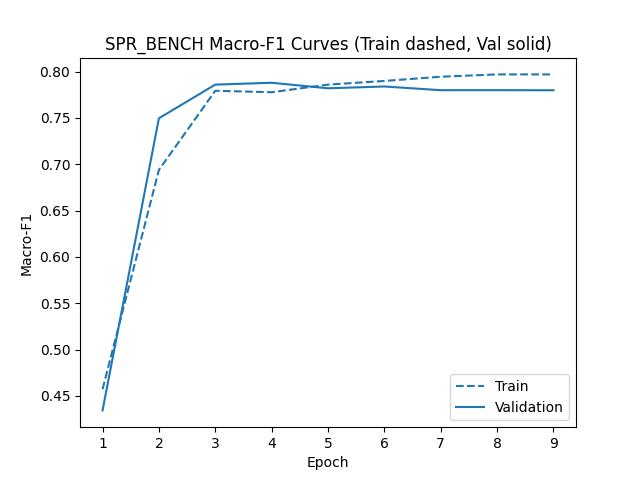 SPR_BENCH Macro-F1 Curves (Train dashed, Val solid)
0.80
0.75
0.70
0.65
0.60
0.55
0.50
0.45
Macro-F1
Train
Validation
1 2 3 4 5 6 7 8 9
Epoch